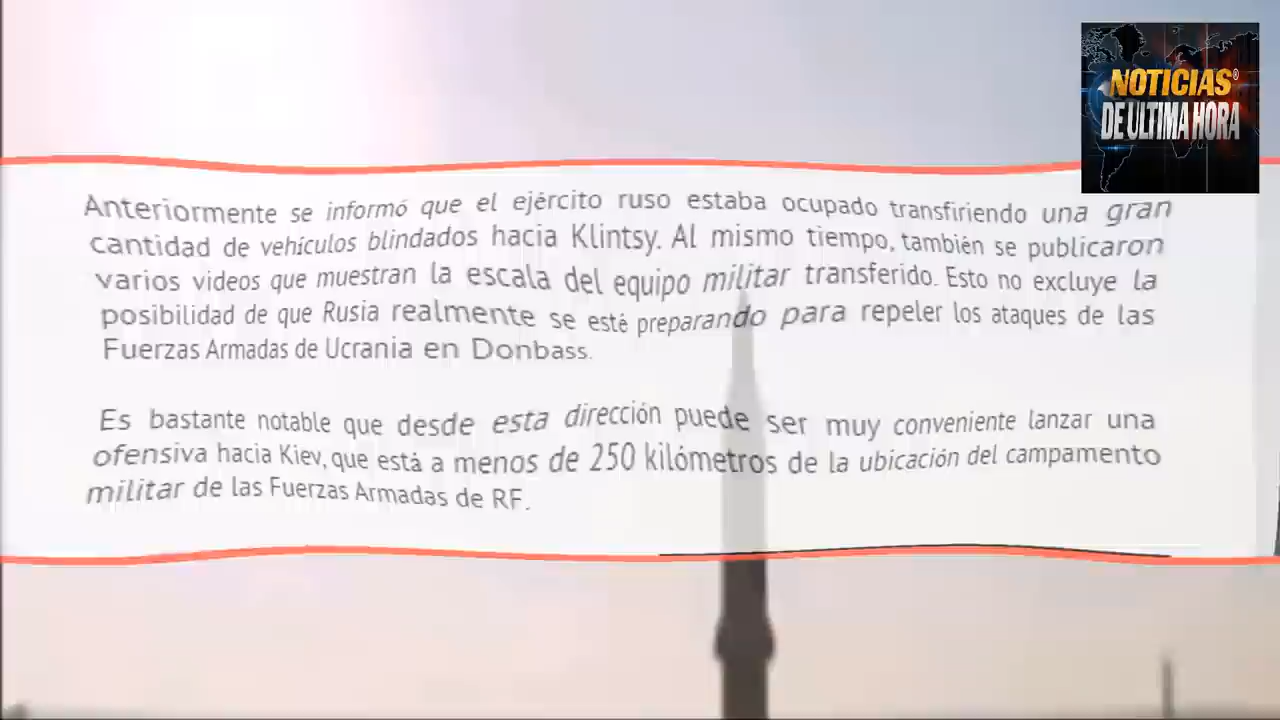 NOTICIAS®
DE ULTIMA HORA
Anteriormente se informó que el ejército ruso estaba ocupado transfiriendo una gran
cantidad de vehículos blindados hacia Klintsy. Al mismo tiempo, también se publicaron
varios videos que muestran la escala del equipo militar transferido. Esto no excluye la
posibilidad de que Rusia realmente se esté preparando para repeler los ataques de las
Fuerzas Armadas de Ucrania en Donbass.
Es bastante notable que desde esta dirección puede ser muy conveniente lanzar una
ofensiva hacia Kiev, que está a menos de 250 kilómetros de la ubicación del campamento
militar de las Fuerzas Armadas de RF.